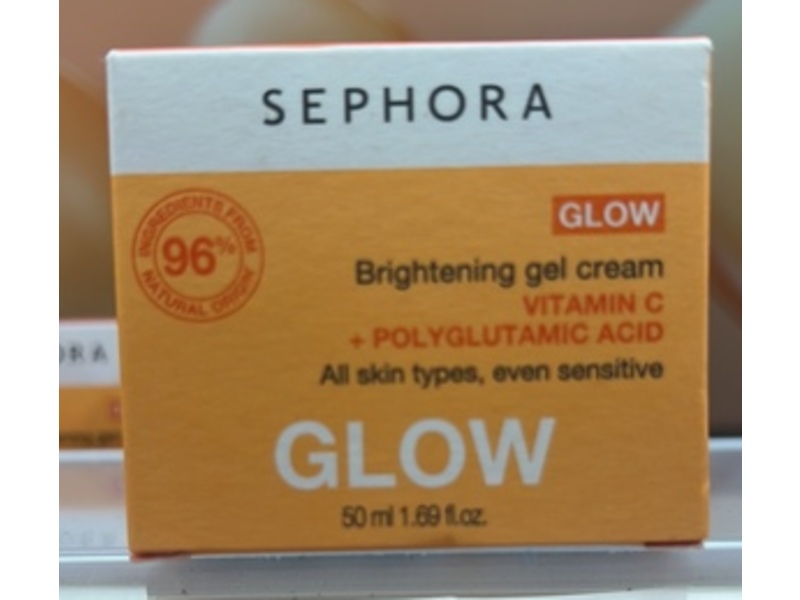 SEPHORA
INGREDIENTS FROM
96%
NATURAL ORIGIN
GLOW
Brightening gel cream
VITAMIN C
+ POLYGLUTAMIC ACID
All skin types, even sensitive
GLOW
50 ml 1.69 fl.oz.
ORA